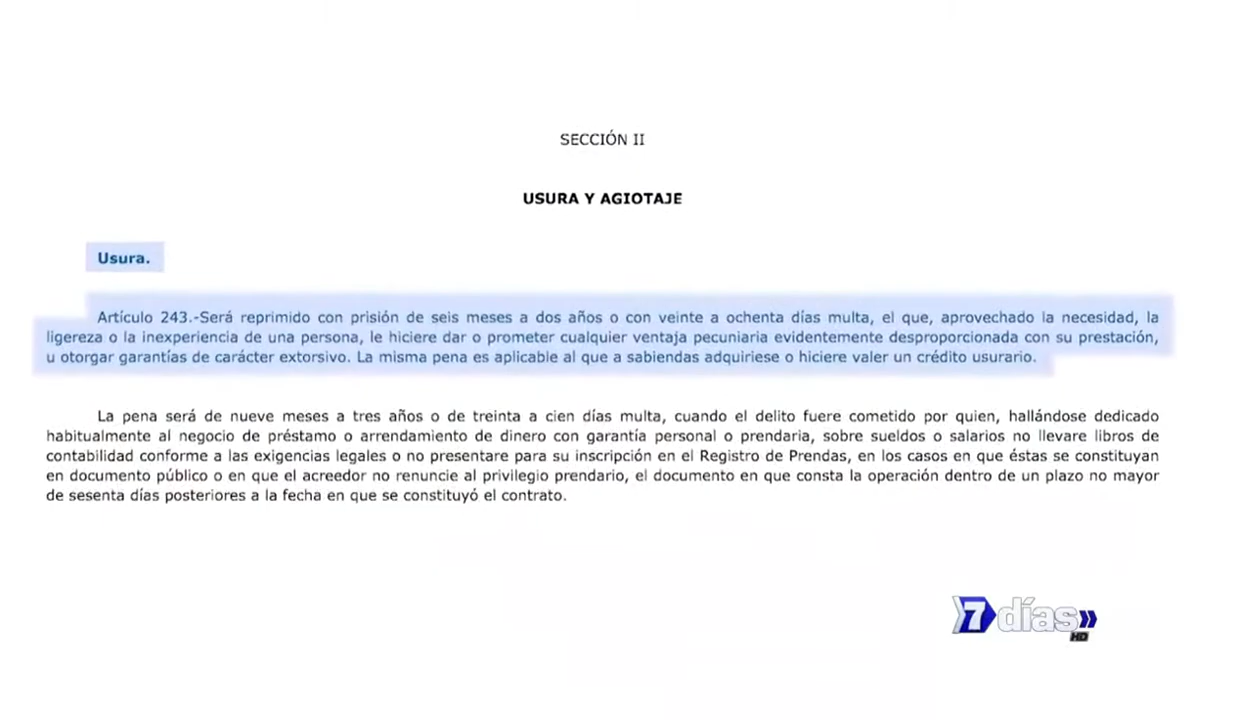 SECCIÓN II
USURA Y AGIOTAJE
Usura.
Artículo 243.-Será reprimido con prisión de seis meses a dos años o con veinte a ochenta días multa, el que, aprovechado la necesidad, la
ligereza o la inexperiencia de una persona, le hiciere dar o prometer cualquier ventaja pecuniaria evidentemente desproporcionada con su prestación,
u otorgar garantías de carácter extorsivo. La misma pena es aplicable al que a sabiendas adquiriese o hiciere valer un crédito usurario.
La pena será de nueve meses a tres años o de treinta a cien días multa, cuando el delito fuere cometido por quien, hallándose dedicado
habitualmente al negocio de préstamo o arrendamiento de dinero con garantía personal o prendaria, sobre sueldos o salarios no llevare libros de
contabilidad conforme a las exigencias legales o no presentare para su inscripción en el Registro de Prendas, en los casos en que éstas se constituyan
en documento público o en que el acreedor no renuncie al privilegio prendario, el documento en que consta la operación dentro de un plazo no mayor
de sesenta días posteriores a la fecha en que se constituyó el contrato.
7 días
HD